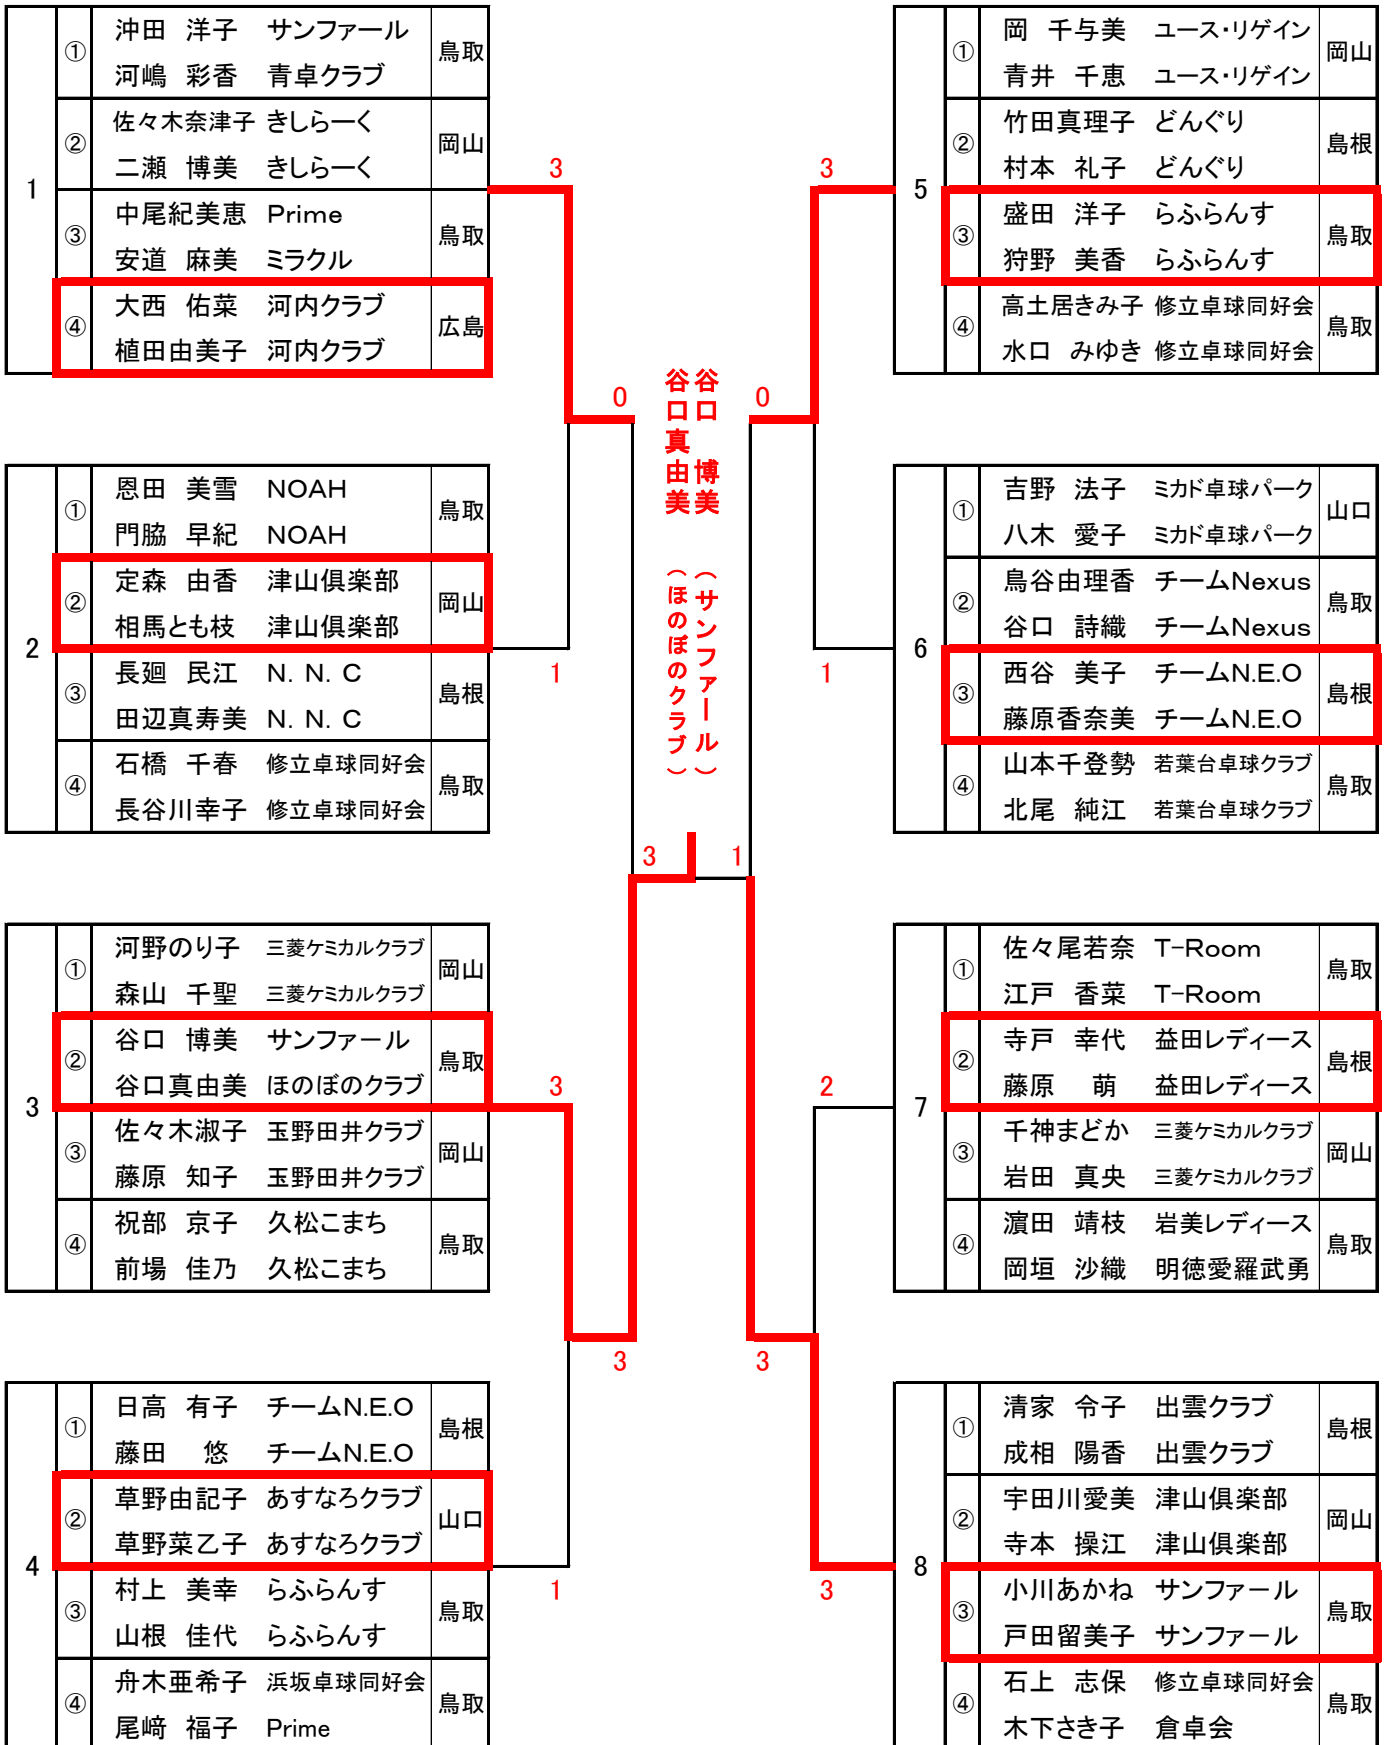 1
① 沖田 洋子 サンファール 鳥取
河嶋 彩香 青卓クラブ
② 佐々木奈津子 きしらーく 岡山
二瀬 博美 きしらーく
③ 中尾紀美恵 Prime 鳥取
安道 麻美 ミラクル
④ 大西 佑菜 河内クラブ 広島
植田由美子 河内クラブ
2
① 恩田 美雪 NOAH 鳥取
門脇 早紀 NOAH
② 定森 由香 津山倶楽部 岡山
相馬とも枝 津山倶楽部
③ 長廻 民江 N. N. C 島根
田辺真寿美 N. N. C
④ 石橋 千春 修立卓球同好会 鳥取
長谷川幸子 修立卓球同好会
3
① 河野のり子 三菱ケミカルクラブ 岡山
森山 千聖 三菱ケミカルクラブ
② 谷口 博美 サンファール 鳥取
谷口真由美 ほのぼのクラブ
③ 佐々木淑子 玉野田井クラブ 岡山
藤原 知子 玉野田井クラブ
④ 祝部 京子 久松こまち 鳥取
前場 佳乃 久松こまち
4
① 日高 有子 チームN.E.O 島根
藤田 悠 チームN.E.O
② 草野由記子 あすなろクラブ 山口
草野菜乙子 あすなろクラブ
③ 村上 美幸 らふらんす 鳥取
山根 佳代 らふらんす
④ 舟木亜希子 浜坂卓球同好会 鳥取
尾﨑 福子 Prime
3
0
1
3
3
3
1
谷口 博美 (サンファール)
谷口真由美 (ほのぼのクラブ)
3
0
1
1
2
3
3
5
① 岡 千与美 ユース・リゲイン 岡山
青井 千恵 ユース・リゲイン
② 竹田真理子 どんぐり 島根
村本 礼子 どんぐり
③ 盛田 洋子 らふらんす 鳥取
狩野 美香 らふらんす
④ 高土居きみ子 修立卓球同好会 鳥取
水口 みゆき 修立卓球同好会
6
① 吉野 法子 ミカド卓球パーク 山口
八木 愛子 ミカド卓球パーク
② 鳥谷由理香 チームNexus 鳥取
谷口 詩織 チームNexus
③ 西谷 美子 チームN.E.O 島根
藤原香奈美 チームN.E.O
④ 山本千登勢 若葉台卓球クラブ 鳥取
北尾 純江 若葉台卓球クラブ
7
① 佐々尾若奈 T-Room 鳥取
江戸 香菜 T-Room
② 寺戸 幸代 益田レディース 島根
藤原 萌 益田レディース
③ 千神まどか 三菱ケミカルクラブ 岡山
岩田 真央 三菱ケミカルクラブ
④ 濵田 靖枝 岩美レディース 鳥取
岡垣 沙織 明徳愛羅武勇
8
① 清家 令子 出雲クラブ 島根
成相 陽香 出雲クラブ
② 宇田川愛美 津山倶楽部 岡山
寺本 操江 津山倶楽部
③ 小川あかね サンファール 鳥取
戸田留美子 サンファール
④ 石上 志保 修立卓球同好会 鳥取
木下さき子 倉卓会